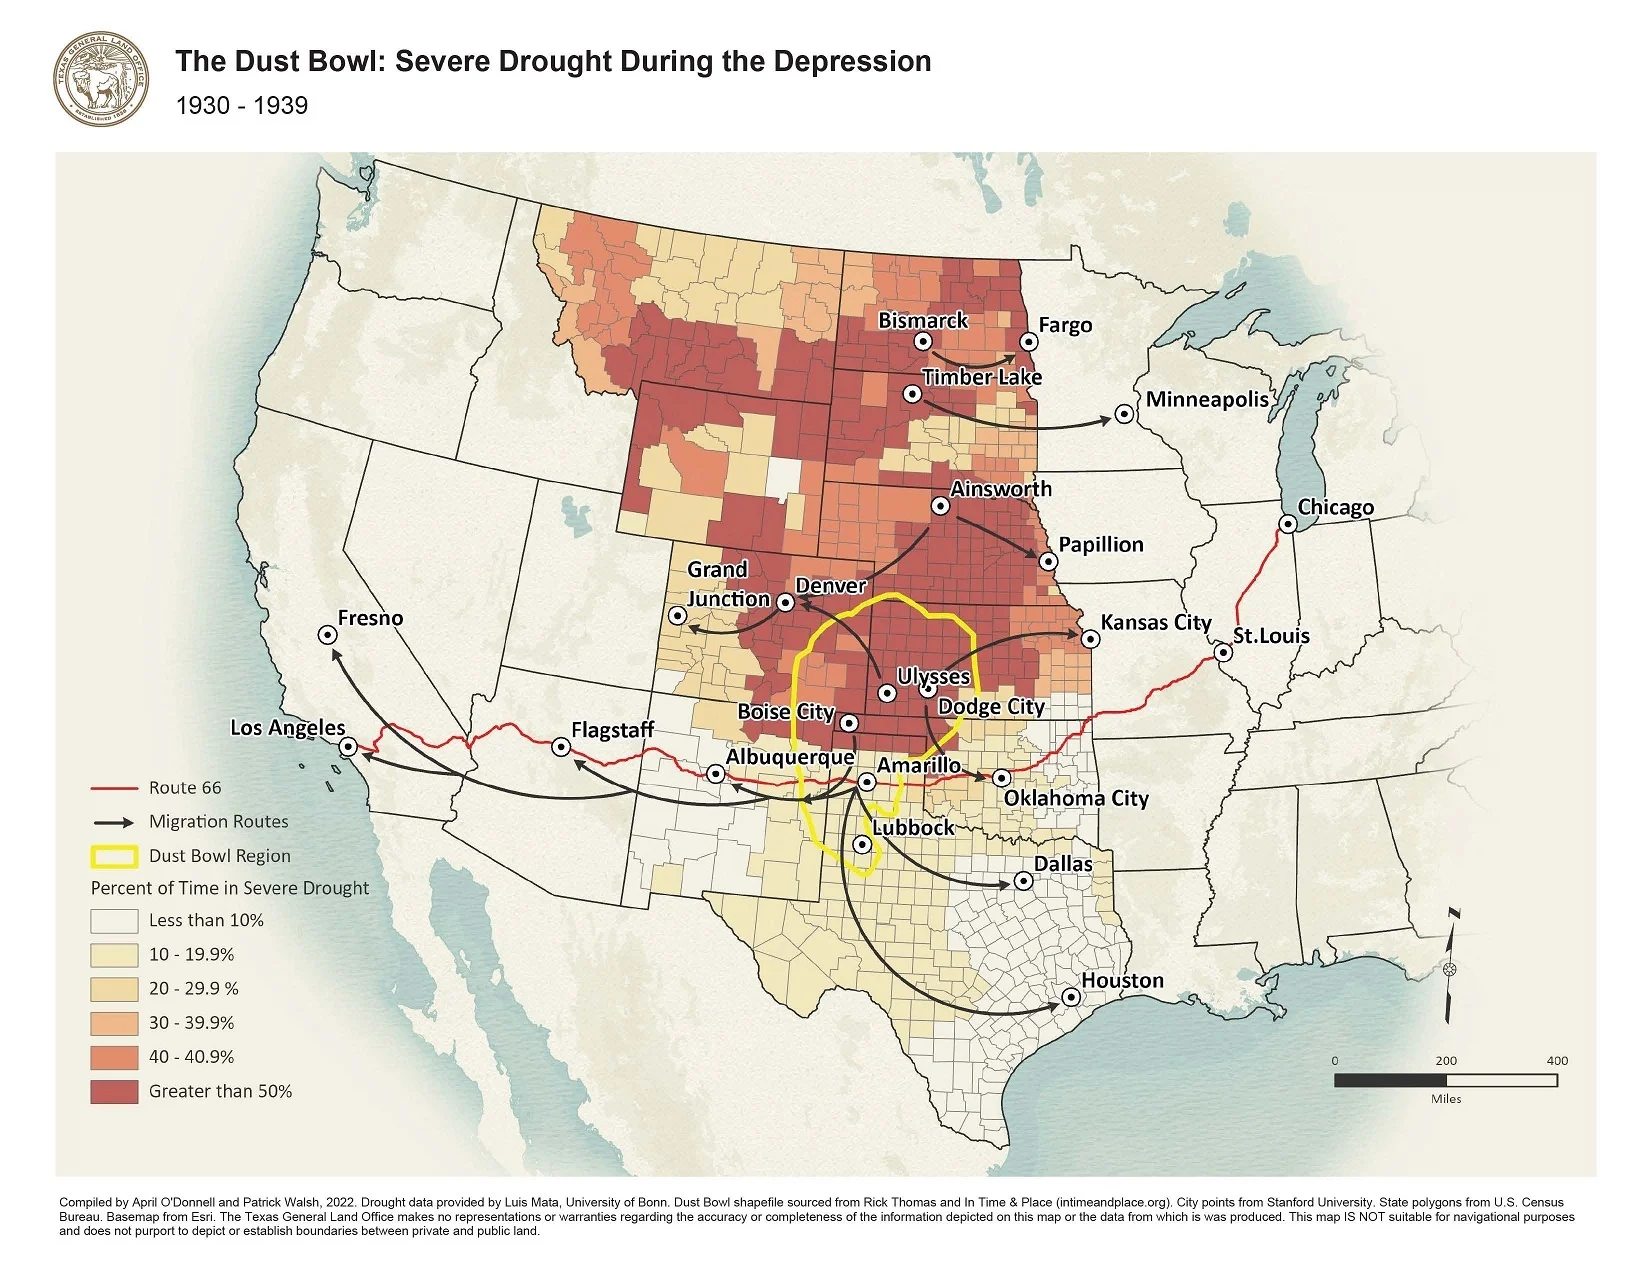 TEXAS GENERAL LAND OFFICE
ESTABLISHED 1836
The Dust Bowl: Severe Drought During the Depression
1930 - 1939
Bismarck
Fargo
Timber Lake
Minneapolis
Ainsworth
Chicago
Papillion
Grand
Junction
Denver
Fresno
Kansas City
St.Louis
Ulysses
Dodge City
Boise City
Los Angeles
Flagstaff
Albuquerque
Amarillo
Oklahoma City
Lubbock
Dallas
Houston
Route 66
Migration Routes
Dust Bowl Region
Percent of Time in Severe Drought
Less than 10%
10 - 19.9%
20 - 29.9 %
30 - 39.9%
40 - 40.9%
Greater than 50%
N
0 200 400
Miles
Compiled by April O'Donnell and Patrick Walsh, 2022. Drought data provided by Luis Mata, University of Bonn. Dust Bowl shapefile sourced from Rick Thomas and In Time & Place (intimeandplace.org). City points from Stanford University. State polygons from U.S. Census
Bureau. Basemap from Esri. The Texas General Land Office makes no representations or warranties regarding the accuracy or completeness of the information depicted on this map or the data from which is was produced. This map IS NOT suitable for navigational purposes
and does not purport to depict or establish boundaries between private and public land.